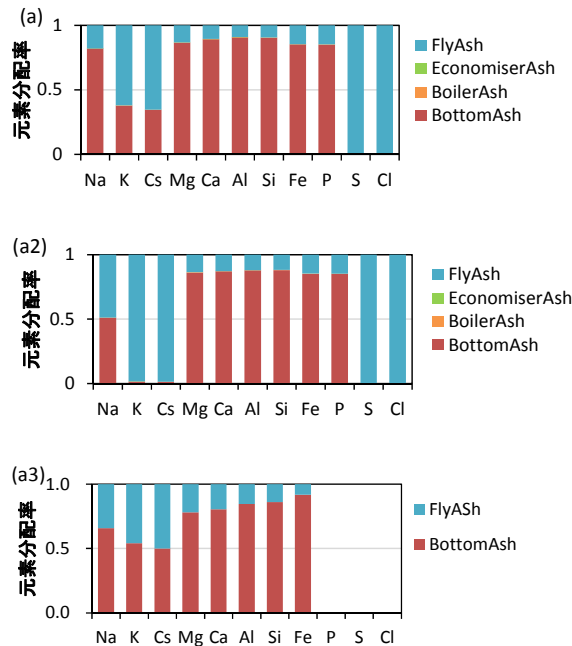 (a)
元素分配率
1
0.5
0
Na K Cs Mg Ca Al Si Fe P S Cl
FlyAsh
EconomiserAsh
BoilerAsh
BottomAsh
(a2)
元素分配率
1
0.5
0
Na K Cs Mg Ca Al Si Fe P S Cl
FlyAsh
EconomiserAsh
BoilerAsh
BottomAsh
(a3)
元素分配率
1.0
0.5
0.0
Na K Cs Mg Ca Al Si Fe P S Cl
FlyASh
BottomAsh